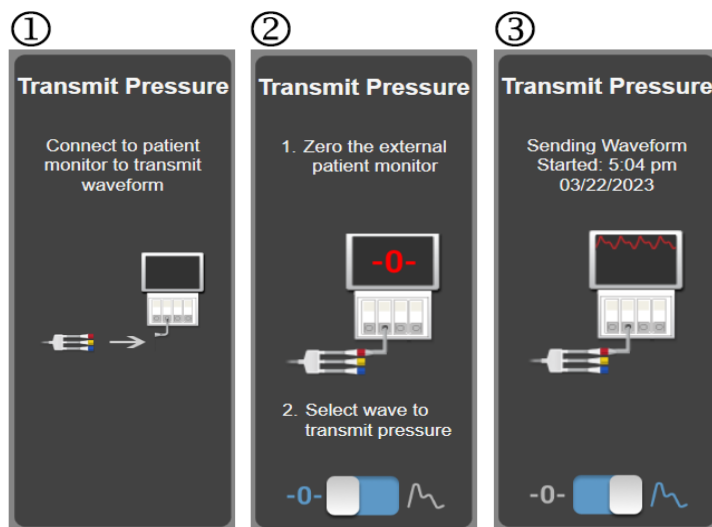 ①
Transmit Pressure
Connect to patient
monitor to transmit
waveform
②
Transmit Pressure
1. Zero the external
patient monitor
-0-
2. Select wave to
transmit pressure
-0-
③
Transmit Pressure
Sending Waveform
Started: 5:04 pm
03/22/2023
-0-